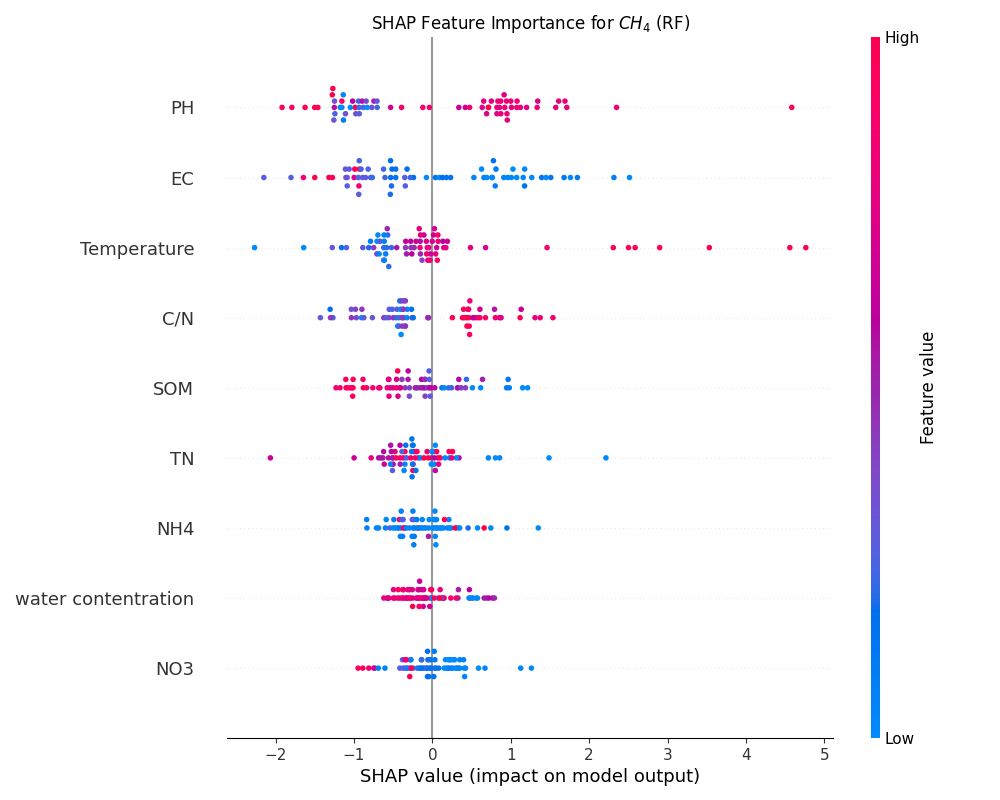 SHAP Feature Importance for CH₄ (RF)
High
PH
EC
Temperature
C/N
SOM
TN
NH4
water contentration
NO3
Feature value
Low
−2 −1 0 1 2 3 4 5
SHAP value (impact on model output)